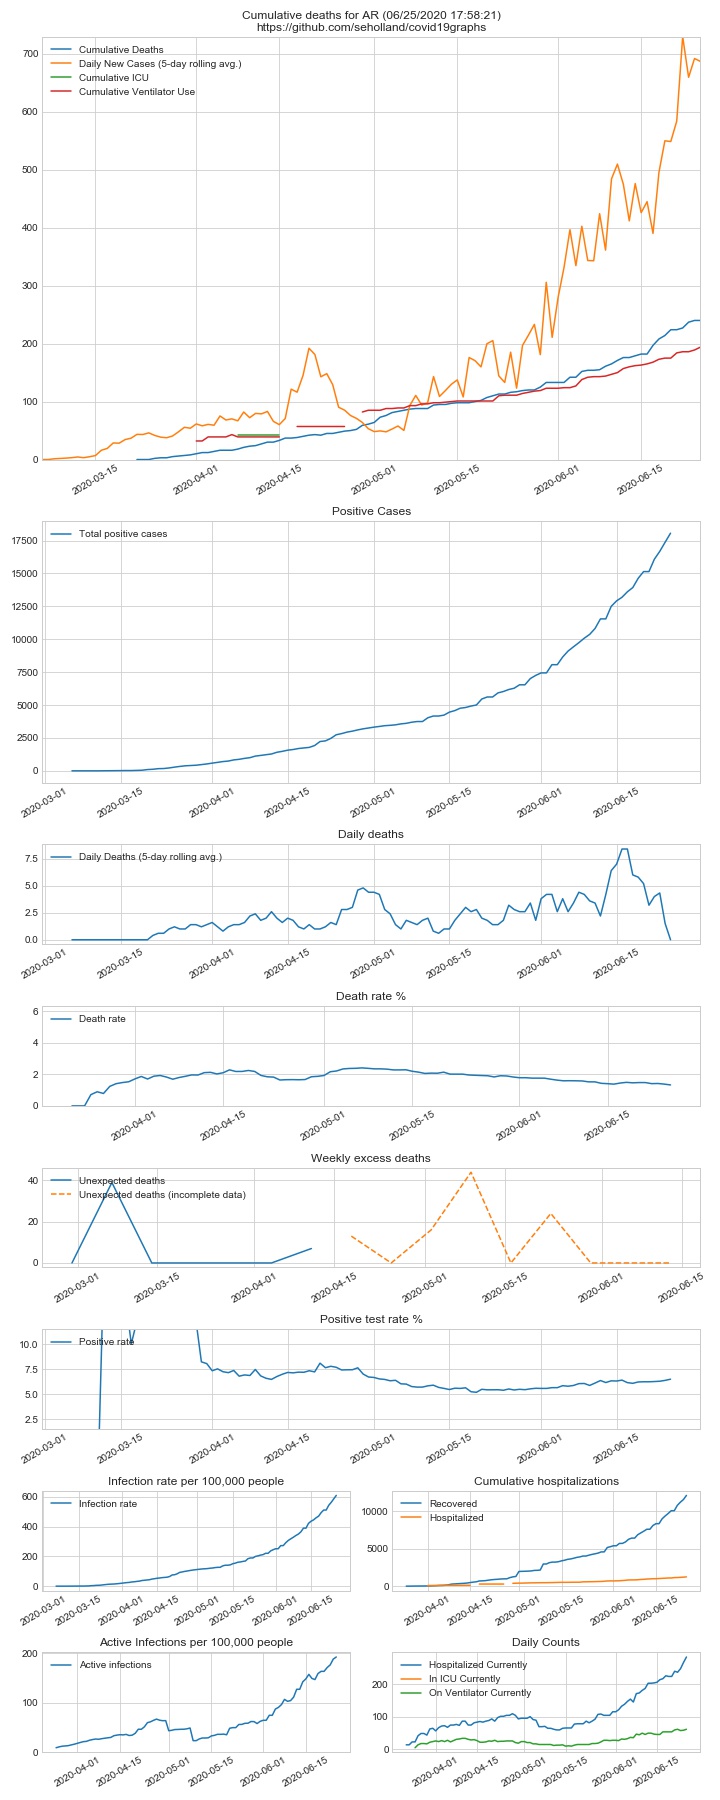 Cumulative deaths for AR (06/25/2020 17:58:21)
https://github.com/seholland/covid19graphs
Cumulative Deaths
Daily New Cases (5-day rolling avg.)
Cumulative ICU
Cumulative Ventilator Use
700
600
500
400
300
200
100
0
2020-03-15 2020-04-01 2020-04-15 2020-05-01 2020-05-15 2020-06-01 2020-06-15
Positive Cases
Total positive cases
17500
15000
12500
10000
7500
5000
2500
0
2020-03-01 2020-03-15 2020-04-01 2020-04-15 2020-05-01 2020-05-15 2020-06-01 2020-06-15
Daily deaths
Daily Deaths (5-day rolling avg.)
7.5
5.0
2.5
0.0
2020-03-01 2020-03-15 2020-04-01 2020-04-15 2020-05-01 2020-05-15 2020-06-01 2020-06-15
Death rate %
Death rate
6
4
2
0
2020-04-01 2020-04-15 2020-05-01 2020-05-15 2020-06-01 2020-06-15
Weekly excess deaths
Unexpected deaths
Unexpected deaths (incomplete data)
40
20
0
2020-03-01 2020-03-15 2020-04-01 2020-04-15 2020-05-01 2020-05-15 2020-06-01 2020-06-15
Positive test rate %
Positive rate
10.0
7.5
5.0
2.5
2020-03-01 2020-03-15 2020-04-01 2020-04-15 2020-05-01 2020-05-15 2020-06-01 2020-06-15
Infection rate per 100,000 people
Infection rate
600
400
200
0
2020-03-01 2020-03-15 2020-04-01 2020-04-15 2020-05-01 2020-05-15 2020-06-01 2020-06-15
Cumulative hospitalizations
Recovered
Hospitalized
10000
5000
0
2020-04-01 2020-04-15 2020-05-01 2020-05-15 2020-06-01 2020-06-15
Active Infections per 100,000 people
Active infections
200
100
0
2020-04-01 2020-04-15 2020-05-01 2020-05-15 2020-06-01 2020-06-15
Daily Counts
Hospitalized Currently
In ICU Currently
On Ventilator Currently
200
100
0
2020-04-01 2020-04-15 2020-05-01 2020-05-15 2020-06-01 2020-06-15